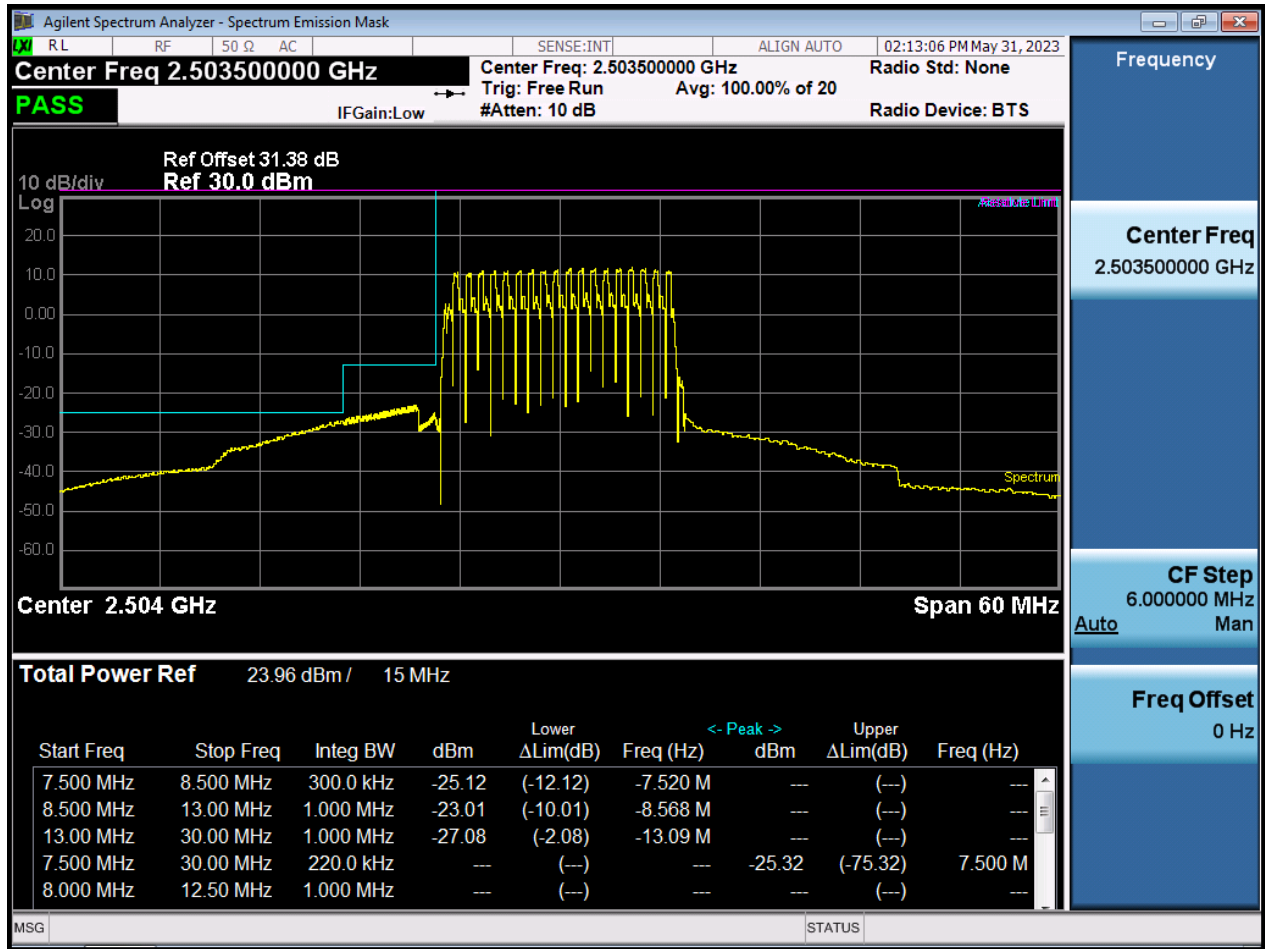 Agilent Spectrum Analyzer - Spectrum Emission Mask
LXI RL RF 50 Ω AC SENSE:INT ALIGN AUTO 02:13:06 PM May 31, 2023
Center Freq 2.503500000 GHz
PASS
IFGain:Low
Center Freq: 2.503500000 GHz
Trig: Free Run Avg: 100.00% of 20
#Atten: 10 dB
Radio Std: None
Radio Device: BTS
Ref Offset 31.38 dB
10 dB/div Ref 30.0 dBm
Log
20.0
10.0
0.00
-10.0
-20.0
-30.0
-40.0
-50.0
-60.0
Limit
Spectrum
Center 2.504 GHz Span 60 MHz
Total Power Ref 23.96 dBm / 15 MHz
Lower <- Peak -> Upper
Start Freq Stop Freq Integ BW dBm ΔLim(dB) Freq (Hz) dBm ΔLim(dB) Freq (Hz)
7.500 MHz 8.500 MHz 300.0 kHz -25.12 (-12.12) -7.520 M --- (---) ---
8.500 MHz 13.00 MHz 1.000 MHz -23.01 (-10.01) -8.568 M --- (---) ---
13.00 MHz 30.00 MHz 1.000 MHz -27.08 (-2.08) -13.09 M --- (---) ---
7.500 MHz 30.00 MHz 220.0 kHz --- (---) --- -25.32 (-75.32) 7.500 M
8.000 MHz 12.50 MHz 1.000 MHz --- (---) --- --- (---) ---
MSG STATUS
Frequency
Center Freq
2.503500000 GHz
CF Step
6.000000 MHz
Auto Man
Freq Offset
0 Hz